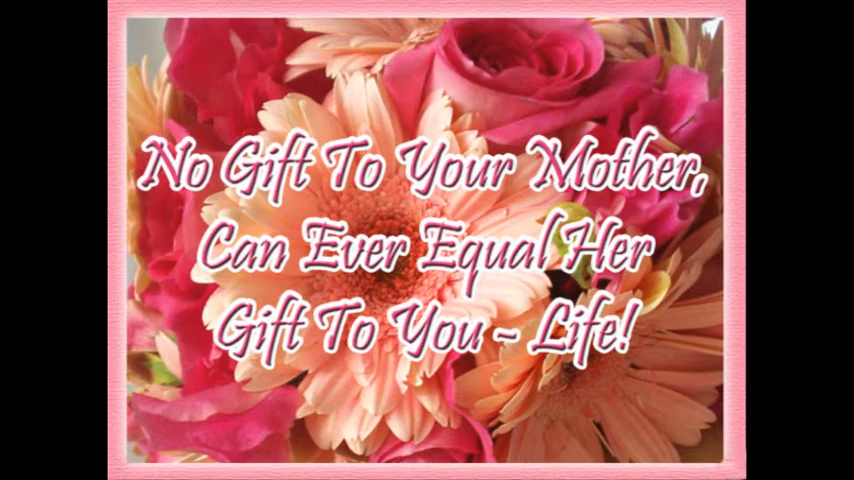 No Gift To Your Mother,
Can Ever Equal Her
Gift To You - Life!